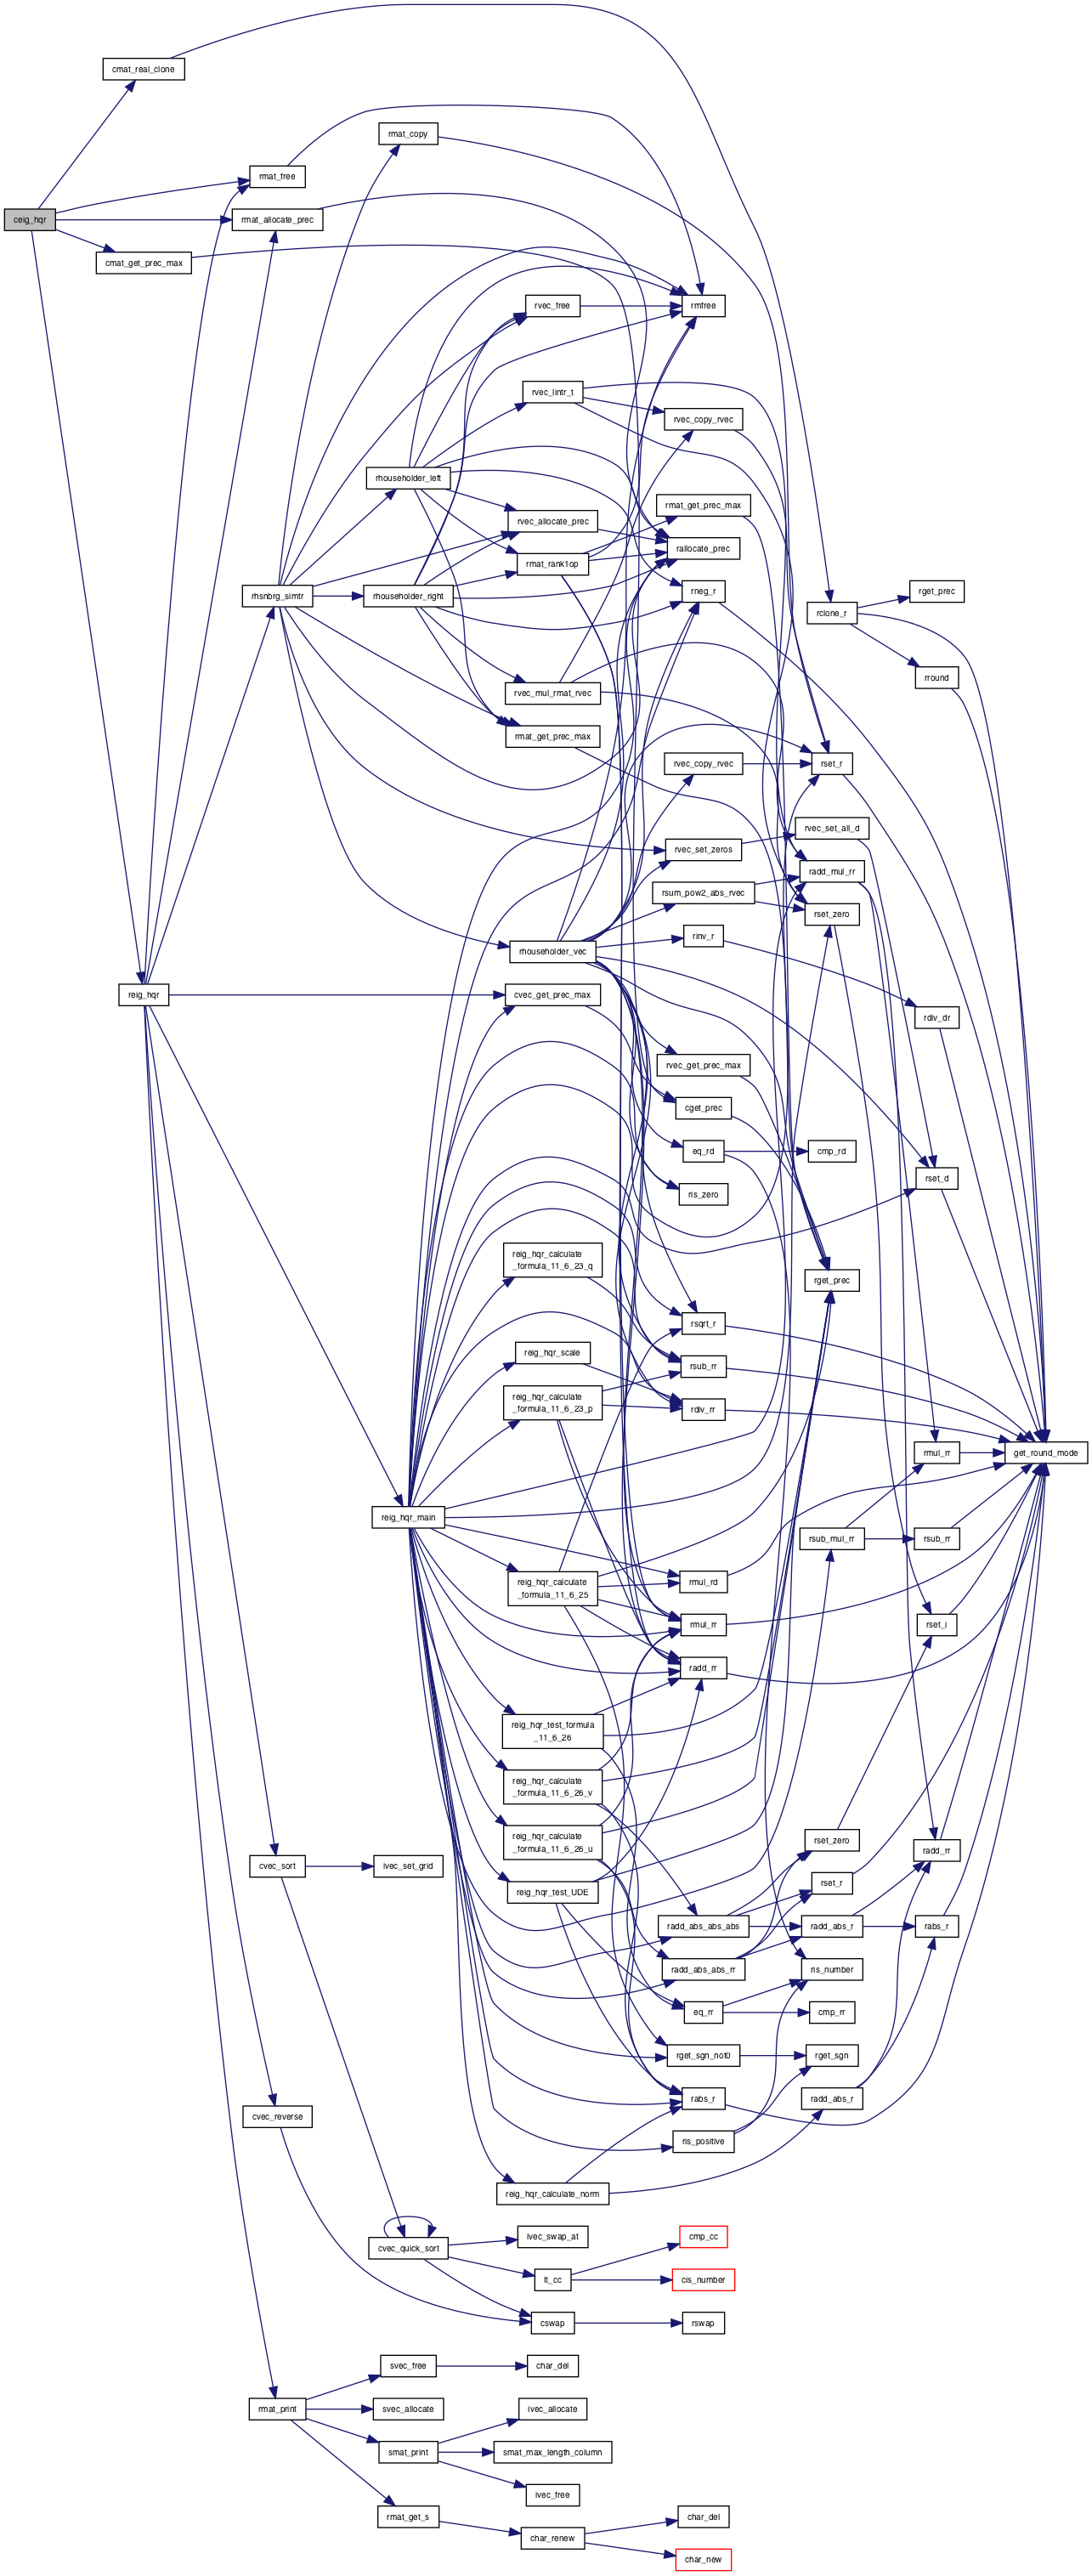 cmat_real_clone
rmat_copy
rmat_free
ceig_hqr
rmat_allocate_prec
cmat_get_prec_max
rvec_free
rmfree
rvec_lintr_t
rvec_copy_rvec
rhouseholder_left
rmat_get_prec_max
rvec_allocate_prec
rallocate_prec
rmat_rank1op
rget_prec
rhsnbrg_simtr
rhouseholder_right
rneg_r
rclone_r
rround
rvec_mul_rmat_rvec
rmat_get_prec_max
rvec_copy_rvec
rset_r
rvec_set_all_d
rvec_set_zeros
radd_mul_rr
rsum_pow2_abs_rvec
rset_zero
rinv_r
rhouseholder_vec
reig_hqr
cvec_get_prec_max
rdiv_dr
rvec_get_prec_max
cget_prec
eq_rd
cmp_rd
rset_d
ris_zero
reig_hqr_calculate
_formula_11_6_23_q
rget_prec
rsqrt_r
reig_hqr_scale
rsub_rr
reig_hqr_calculate
_formula_11_6_23_p
rdiv_rr
rmul_rr
get_round_mode
reig_hqr_main
rsub_mul_rr
rsub_rr
reig_hqr_calculate
_formula_11_6_25
rmul_rd
rmul_rr
rset_i
radd_rr
reig_hqr_test_formula
_11_6_26
reig_hqr_calculate
_formula_11_6_26_v
reig_hqr_calculate
_formula_11_6_26_u
rset_zero
radd_rr
cvec_sort
ivec_set_grid
rset_r
reig_hqr_test_UDE
radd_abs_abs_abs
radd_abs_r
rabs_r
radd_abs_abs_rr
ris_number
eq_rr
cmp_rr
rget_sgn_not0
rget_sgn
rabs_r
radd_abs_r
cvec_reverse
ris_positive
reig_hqr_calculate_norm
ivec_swap_at
cmp_cc
cvec_quick_sort
lt_cc
cis_number
cswap
rswap
svec_free
char_del
rmat_print
svec_allocate
ivec_allocate
smat_print
smat_max_length_column
ivec_free
rmat_get_s
char_del
char_renew
char_new